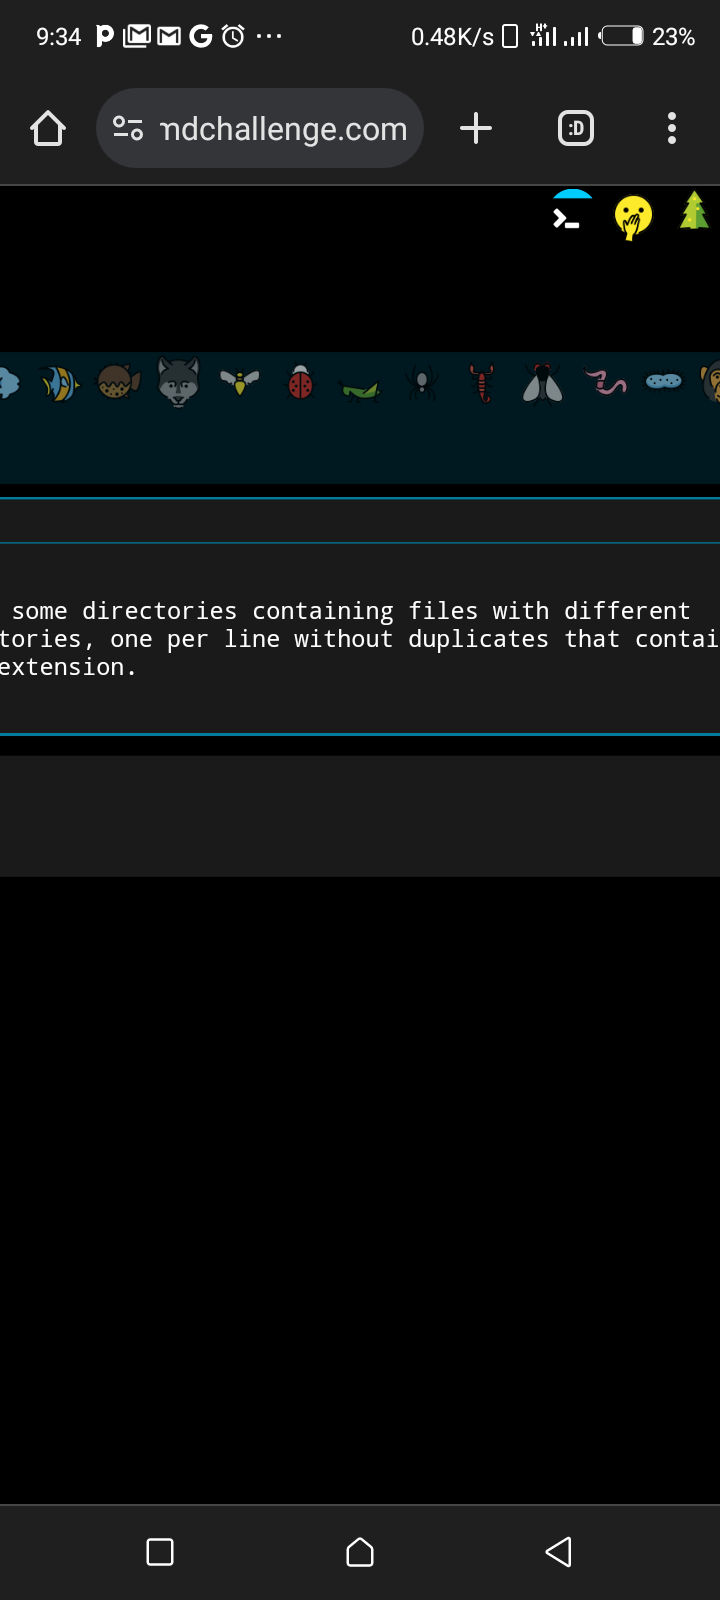 9:34
0.48K/s
23%
mdchallenge.com
:D
some directories containing files with different
tories, one per line without duplicates that contai
extension.